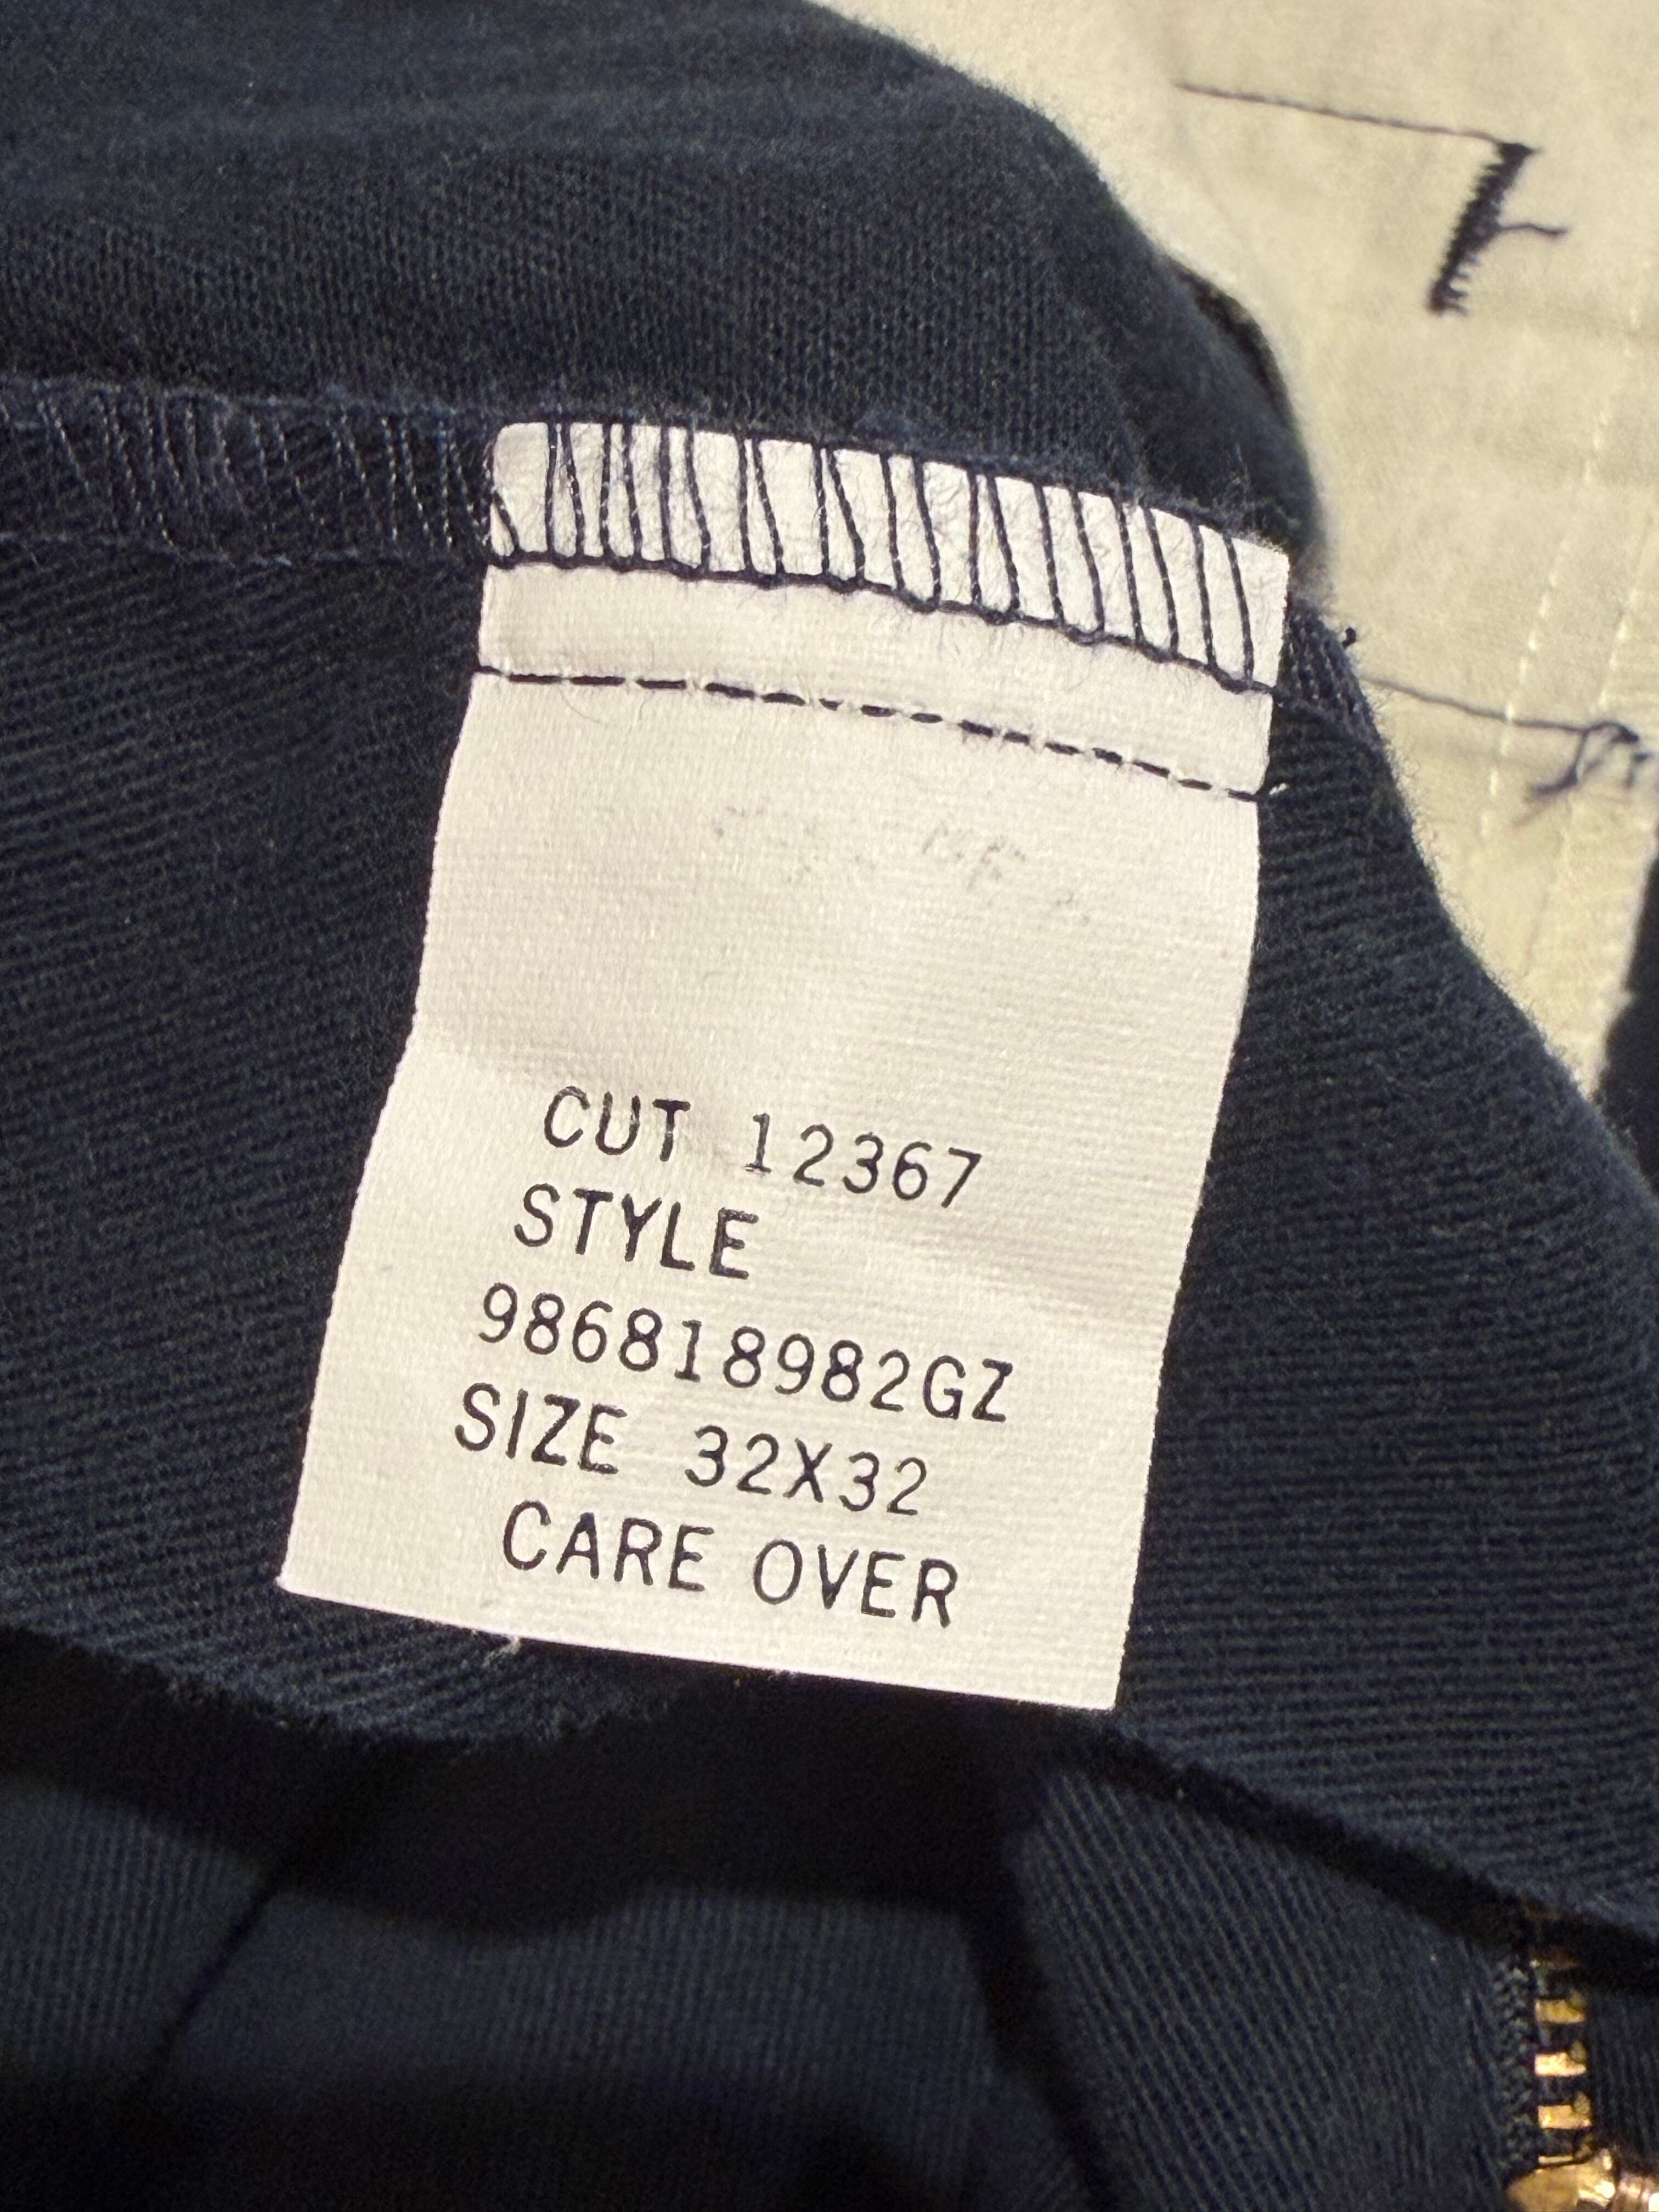 CUT 12367
STYLE
986818982GZ
SIZE 32X32
CARE OVER